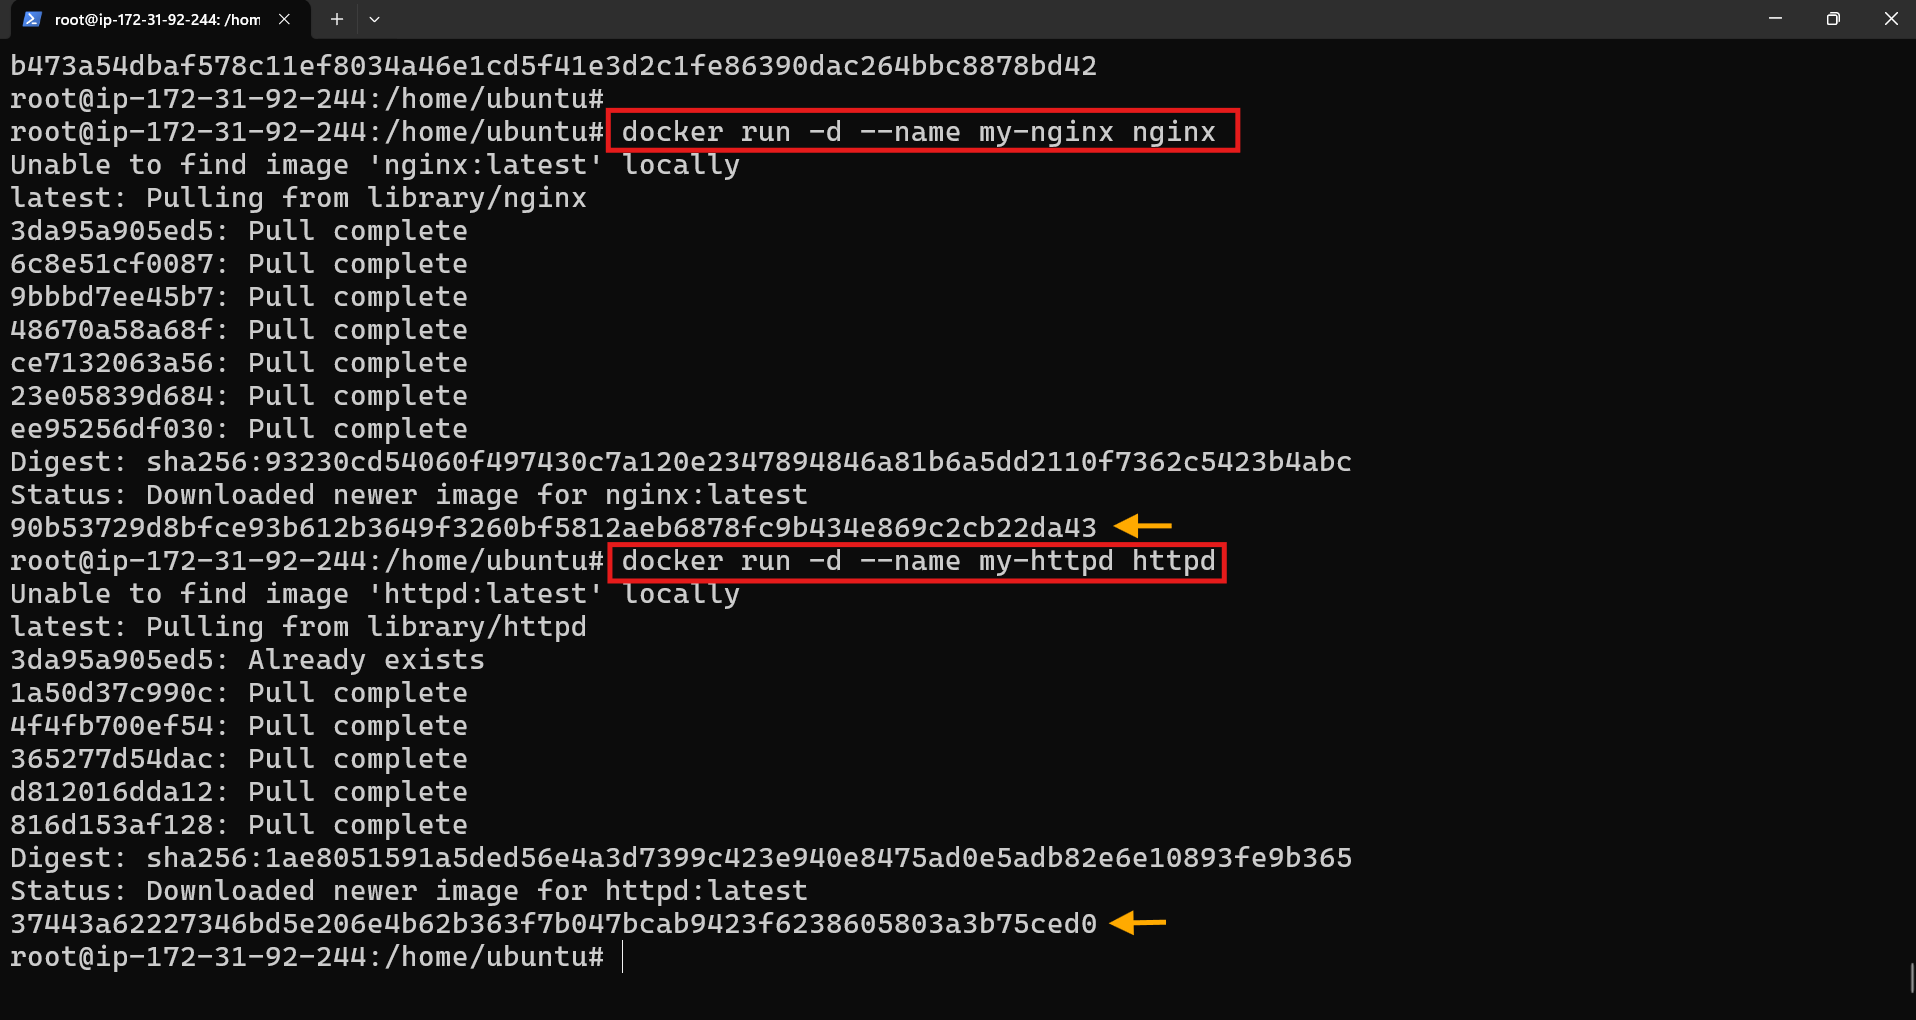 root@ip-172-31-92-244: /hom
b473a54dbaf578c11ef8034a46e1cd5f41e3d2c1fe86390dac264bbc8878bd42
root@ip-172-31-92-244:/home/ubuntu#
root@ip-172-31-92-244:/home/ubuntu# docker run -d --name my-nginx nginx
Unable to find image 'nginx:latest' locally
latest: Pulling from library/nginx
3da95a905ed5: Pull complete
6c8e51cf0087: Pull complete
9bbbd7ee45b7: Pull complete
48670a58a68f: Pull complete
ce7132063a56: Pull complete
23e05839d684: Pull complete
ee95256df030: Pull complete
Digest: sha256:93230cd54060f497430c7a120e2347894846a81b6a5dd2110f7362c5423b4abc
Status: Downloaded newer image for nginx:latest
90b53729d8bfce93b612b3649f3260bf5812aeb6878fc9b434e869c2cb22da43
root@ip-172-31-92-244:/home/ubuntu# docker run -d --name my-httpd httpd
Unable to find image 'httpd:latest' locally
latest: Pulling from library/httpd
3da95a905ed5: Already exists
1a50d37c990c: Pull complete
4f4fb700ef54: Pull complete
365277d54dac: Pull complete
d812016dda12: Pull complete
816d153af128: Pull complete
Digest: sha256:1ae8051591a5ded56e4a3d7399c423e940e8475ad0e5adb82e6e10893fe9b365
Status: Downloaded newer image for httpd:latest
37443a62227346bd5e206e4b62b363f7b047bcab9423f6238605803a3b75ced0
root@ip-172-31-92-244:/home/ubuntu#